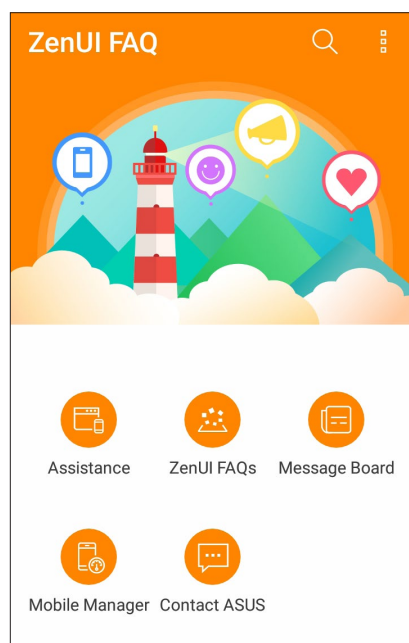 ZenUI FAQ
Assistance
ZenUI FAQs
Message Board
Mobile Manager
Contact ASUS